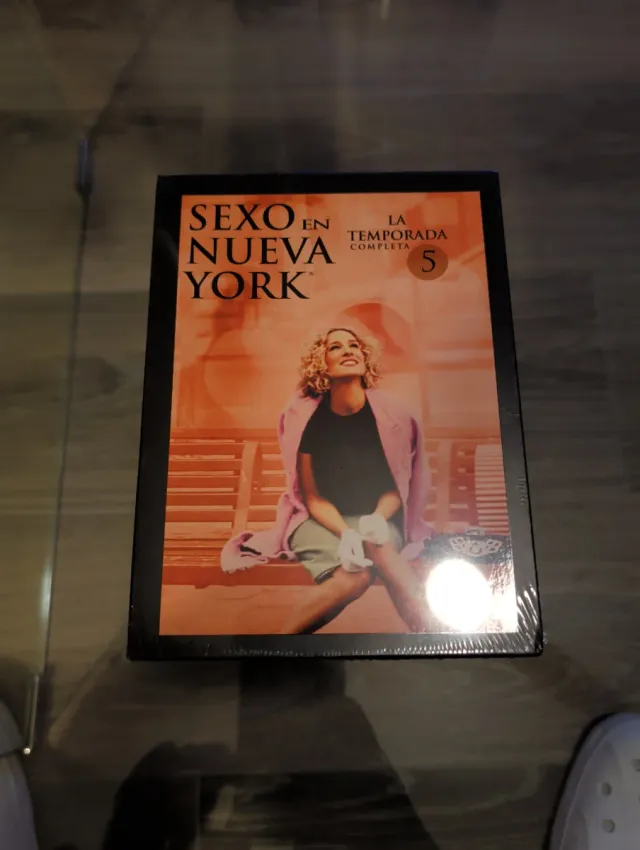 SEXO EN
NUEVA
YORK®
LA
TEMPORADA
COMPLETA
5